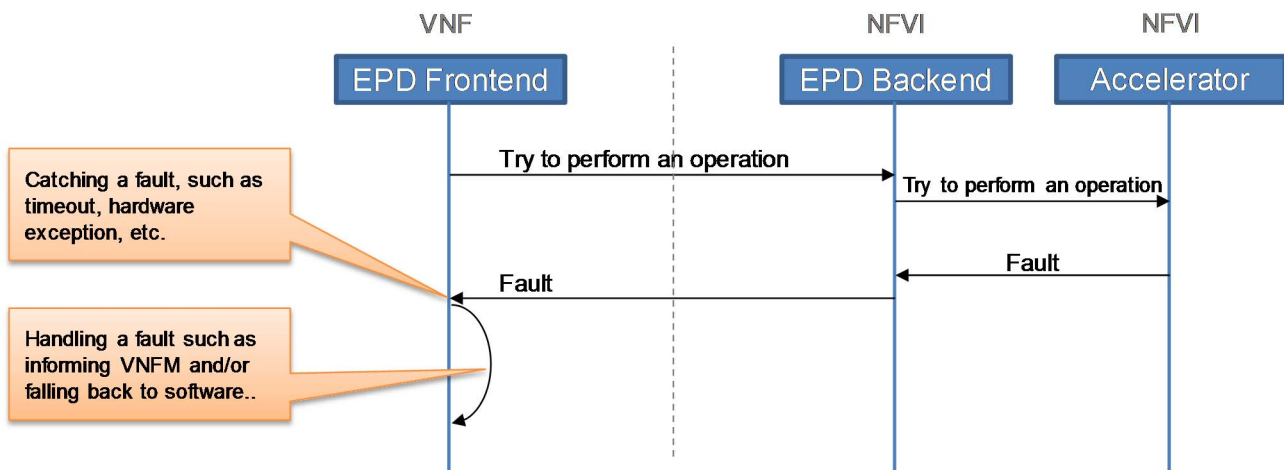 VNF
NFVI
NFVI
EPD Frontend
EPD Backend
Accelerator
Try to perform an operation
Try to perform an operation
Catching a fault, such as
timeout, hardware
exception, etc.
Fault
Fault
Handling a fault such as
informing VNFM and/or
falling back to software..